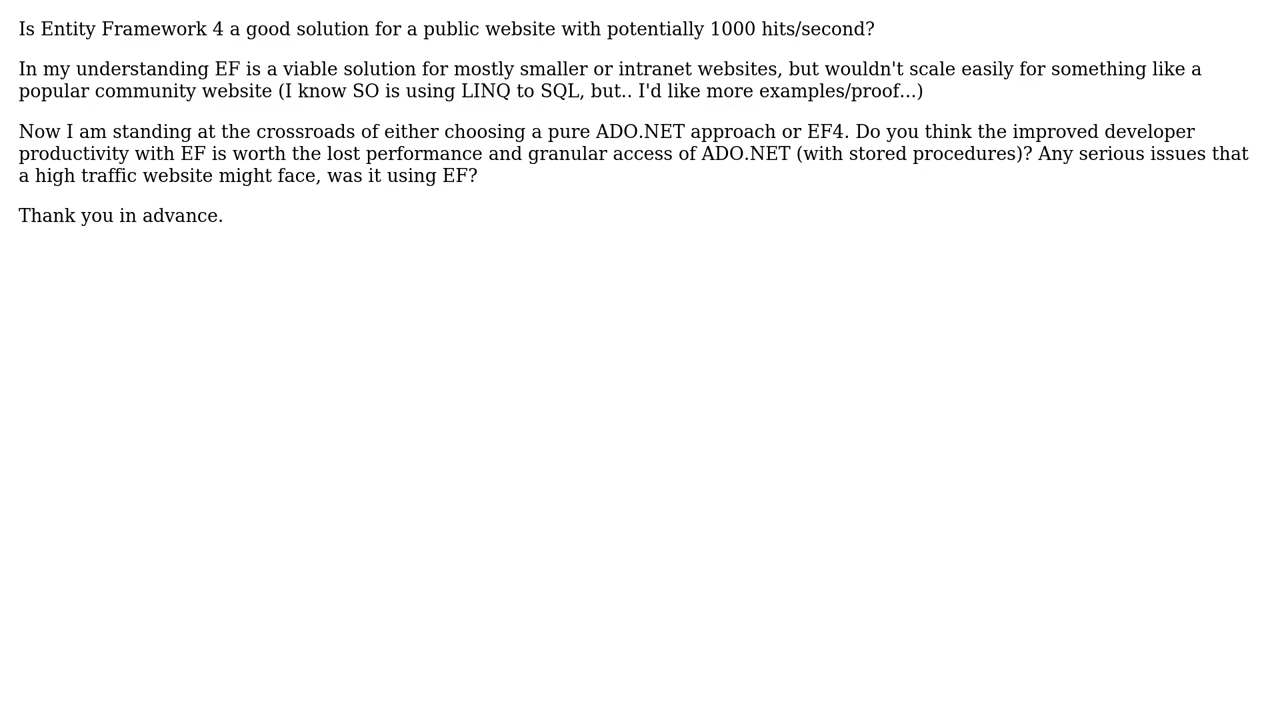 Is Entity Framework 4 a good solution for a public website with potentially 1000 hits/second?
In my understanding EF is a viable solution for mostly smaller or intranet websites, but wouldn't scale easily for something like a
popular community website (I know SO is using LINQ to SQL, but.. I'd like more examples/proof...)
Now I am standing at the crossroads of either choosing a pure ADO.NET approach or EF4. Do you think the improved developer
productivity with EF is worth the lost performance and granular access of ADO.NET (with stored procedures)? Any serious issues that
a high traffic website might face, was it using EF?
Thank you in advance.